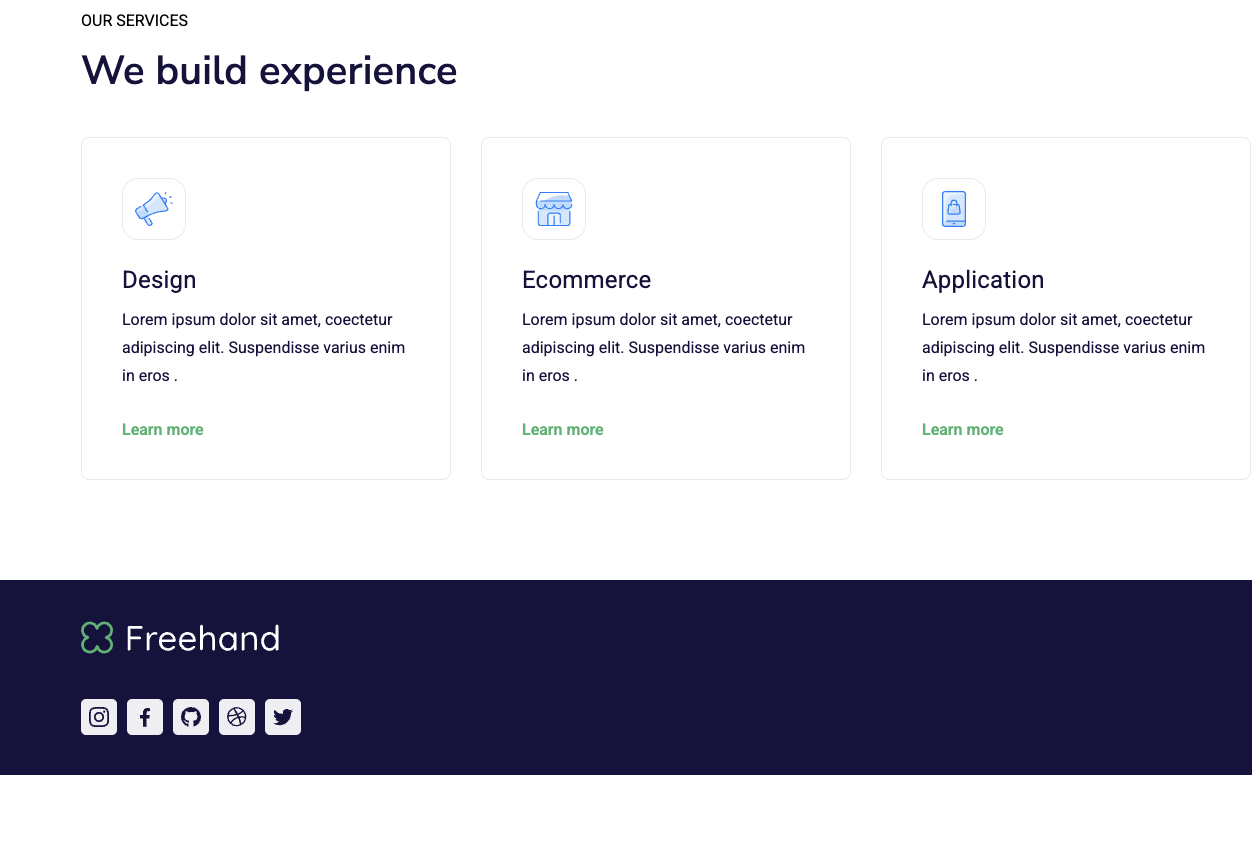 OUR SERVICES
We build experience
Design
Lorem ipsum dolor sit amet, coectetur
adipiscing elit. Suspendisse varius enim
in eros .
Learn more
Ecommerce
Lorem ipsum dolor sit amet, coectetur
adipiscing elit. Suspendisse varius enim
in eros .
Learn more
Application
Lorem ipsum dolor sit amet, coectetur
adipiscing elit. Suspendisse varius enim
in eros .
Learn more
Freehand